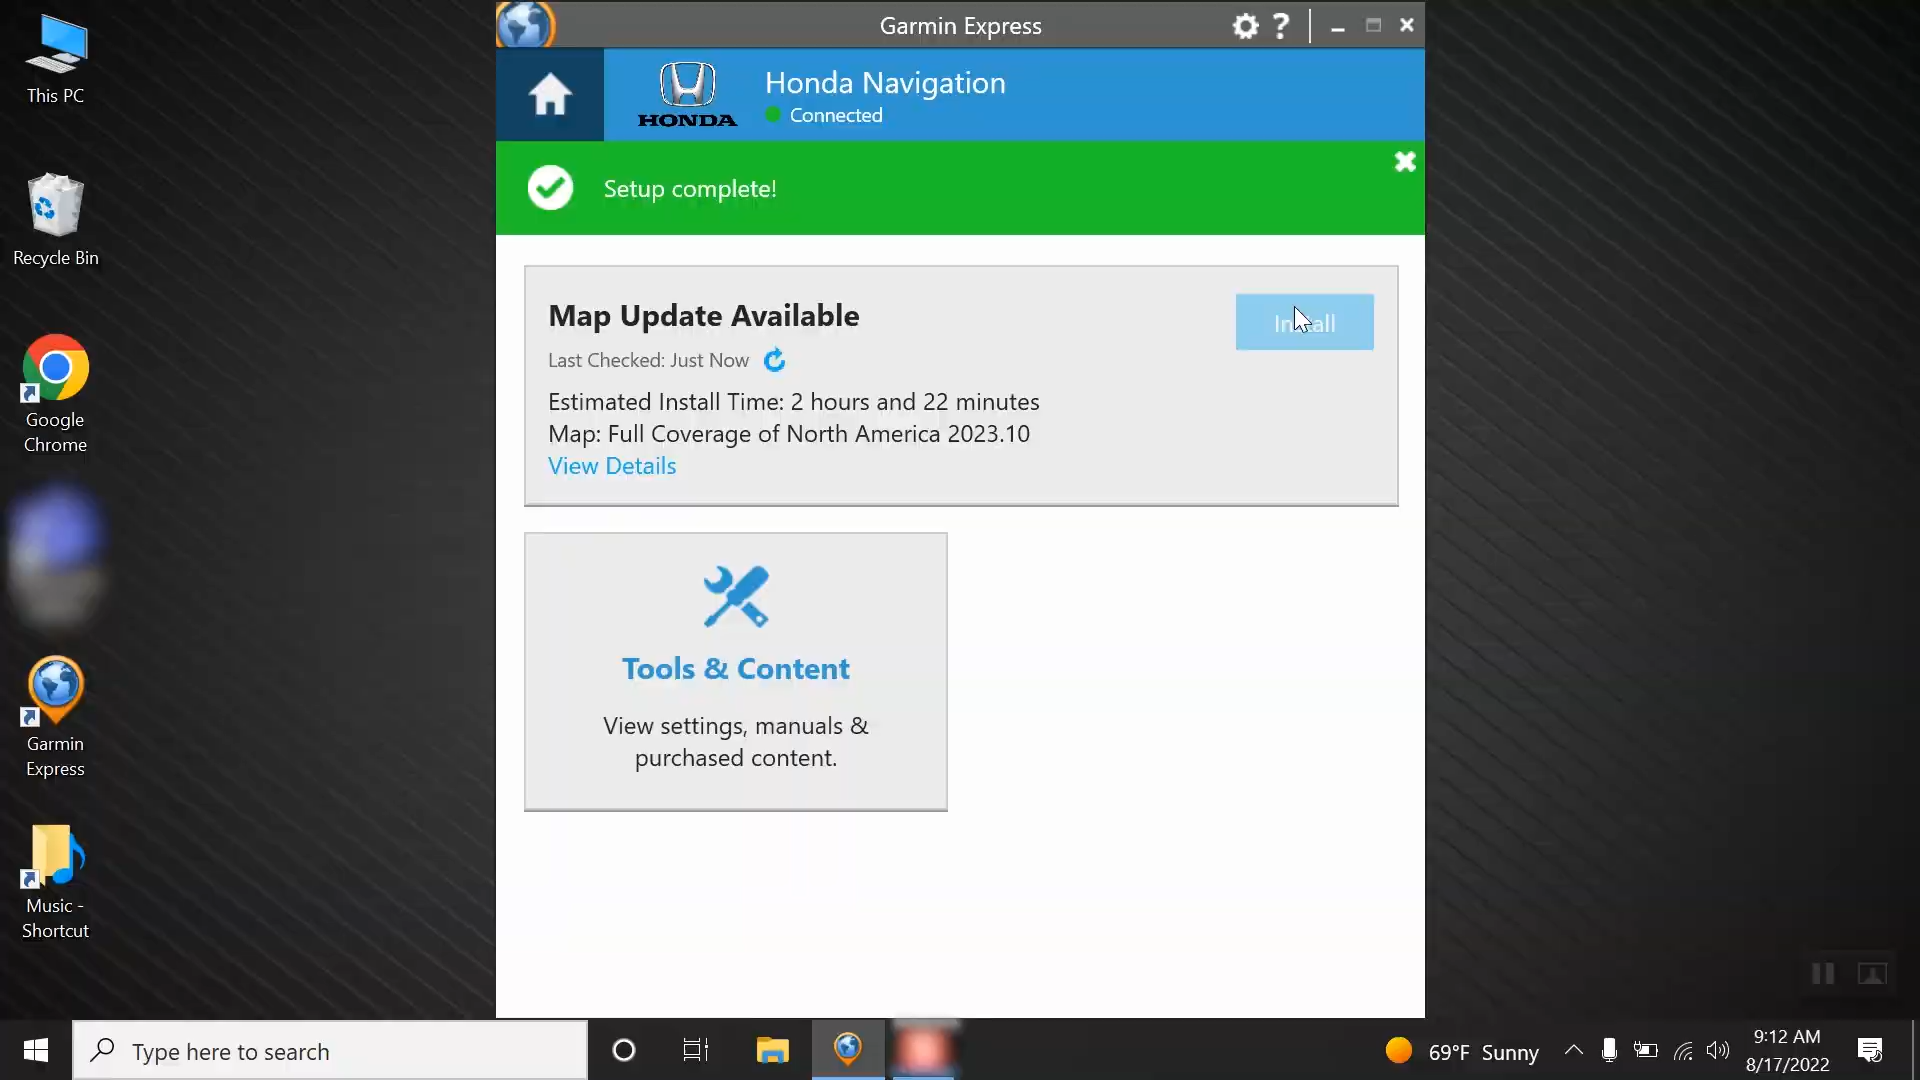 This PC
Recycle Bin
Google
Chrome
Garmin
Express
Music -
Shortcut
Garmin Express
?
HONDA
Honda Navigation
Connected
Setup complete!
Map Update Available
Install
Last Checked: Just Now
Estimated Install Time: 2 hours and 22 minutes
Map: Full Coverage of North America 2023.10
View Details
Tools & Content
View settings, manuals &
purchased content.
Type here to search
69°F Sunny
9:12 AM
8/17/2022